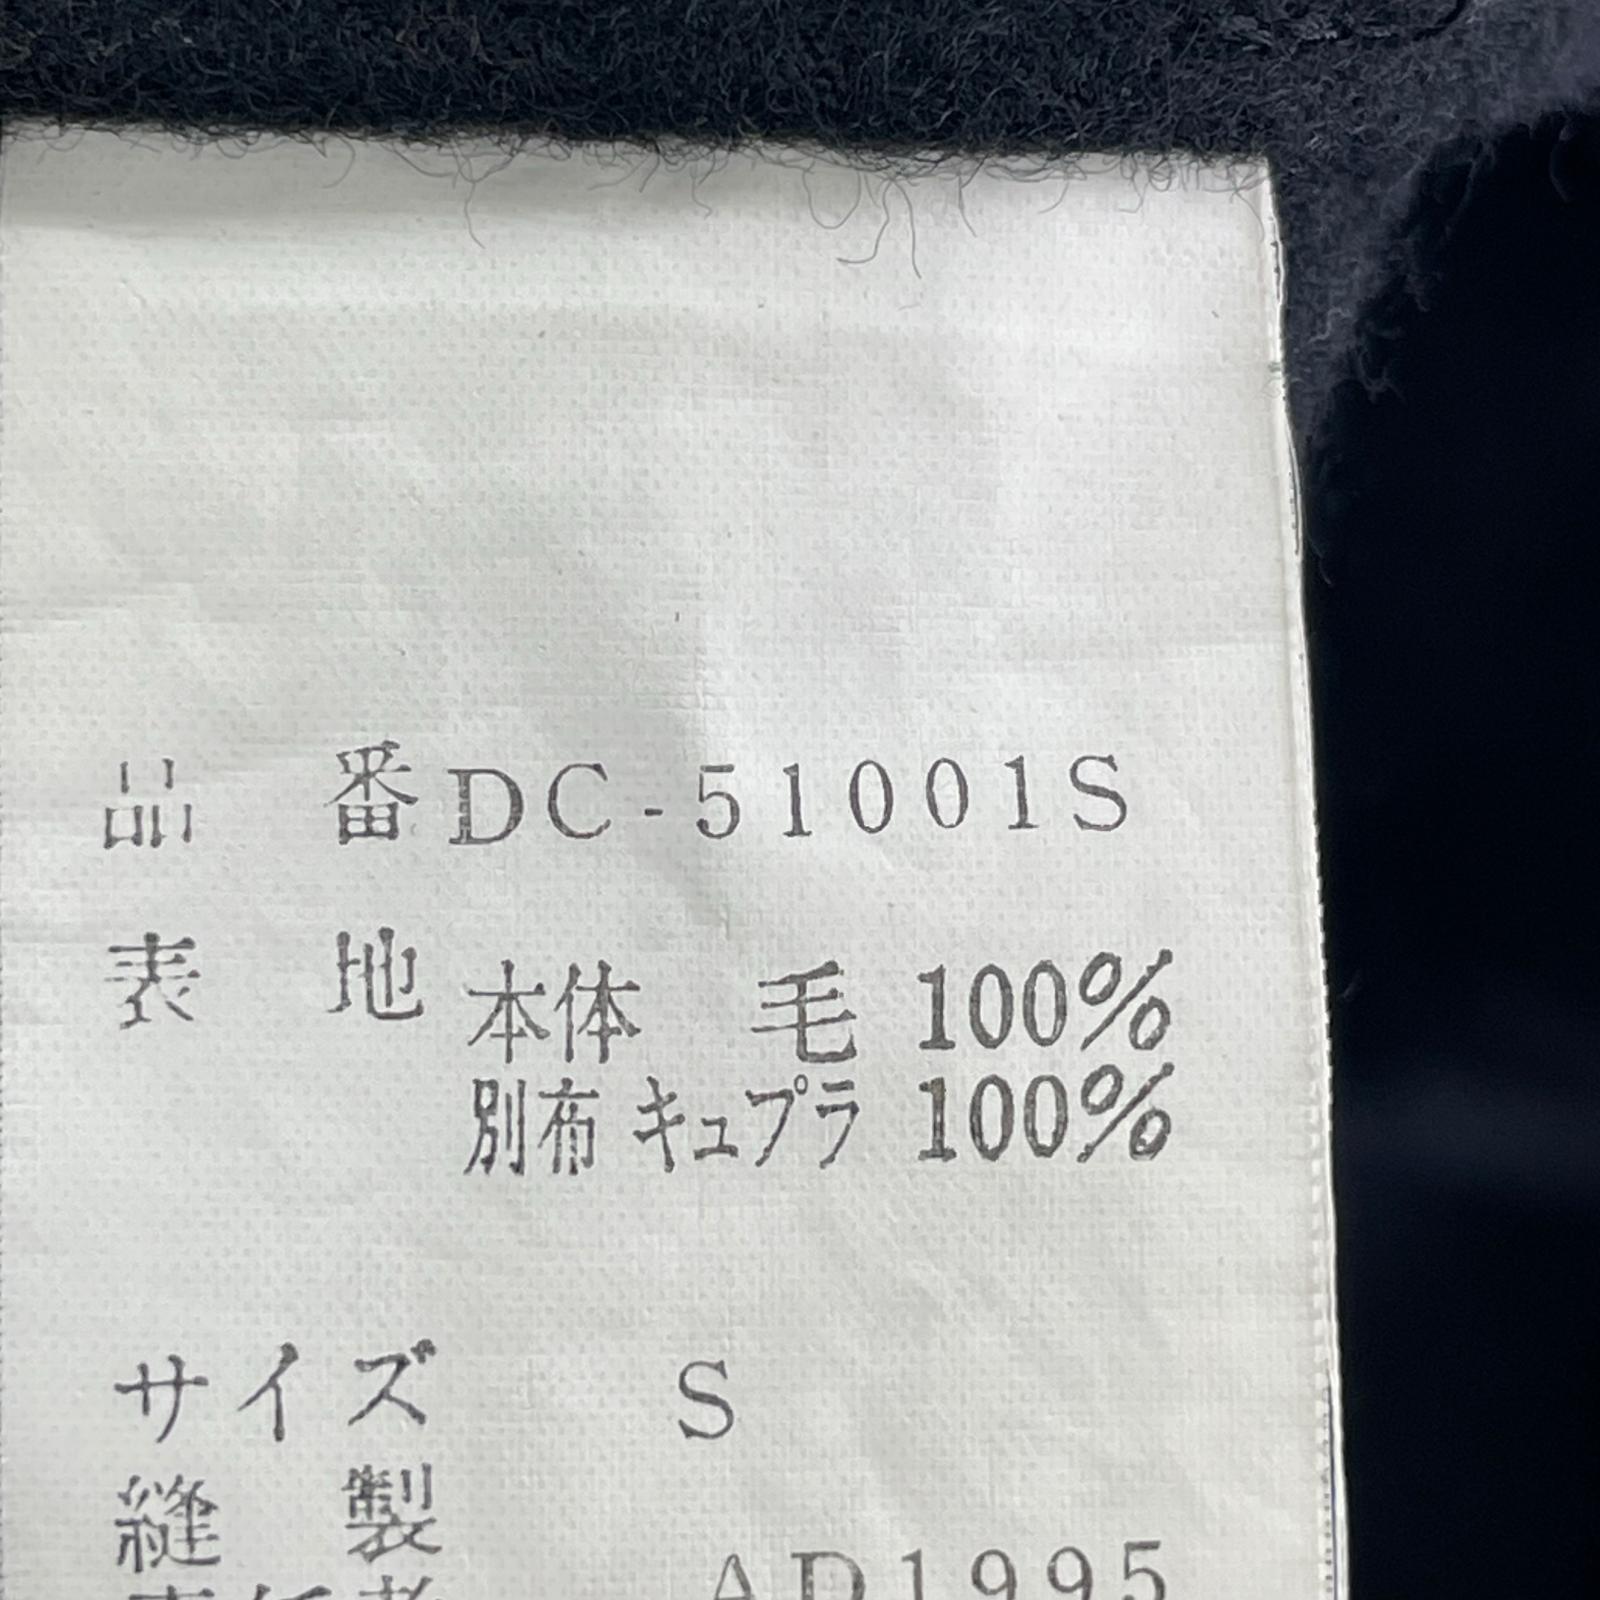 品番 DC-51001S
表地 本体 毛 100%
別布 キュプラ 100%
サイズ S
縫製 AD1995